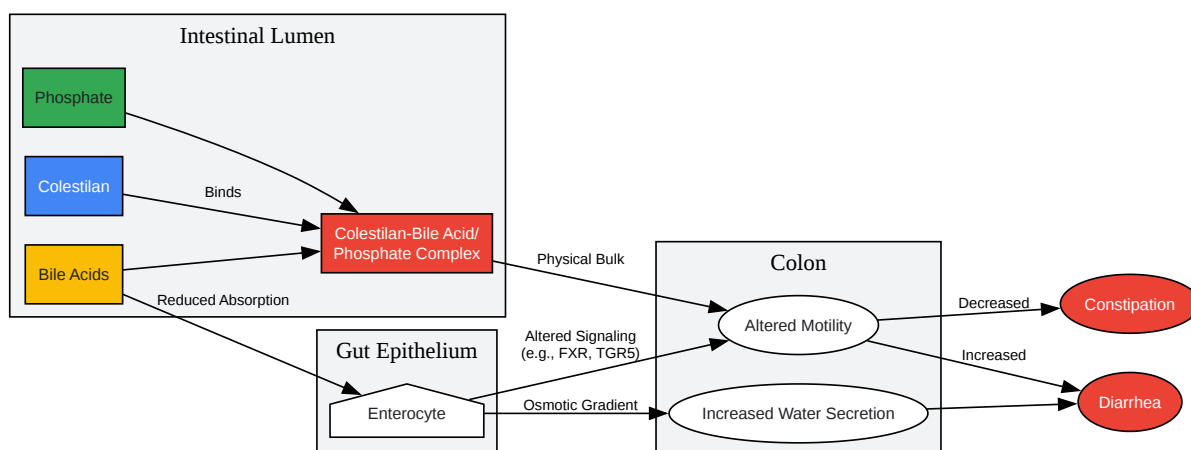 Intestinal Lumen
Phosphate
Colestilan
Binds
Colestilan-Bile Acid/
Phosphate Complex
Bile Acids
Reduced Absorption
Physical Bulk
Gut Epithelium
Enterocyte
Altered Signaling
(e.g., FXR, TGR5)
Osmotic Gradient
Colon
Altered Motility
Increased Water Secretion
Decreased
Constipation
Increased
Diarrhea